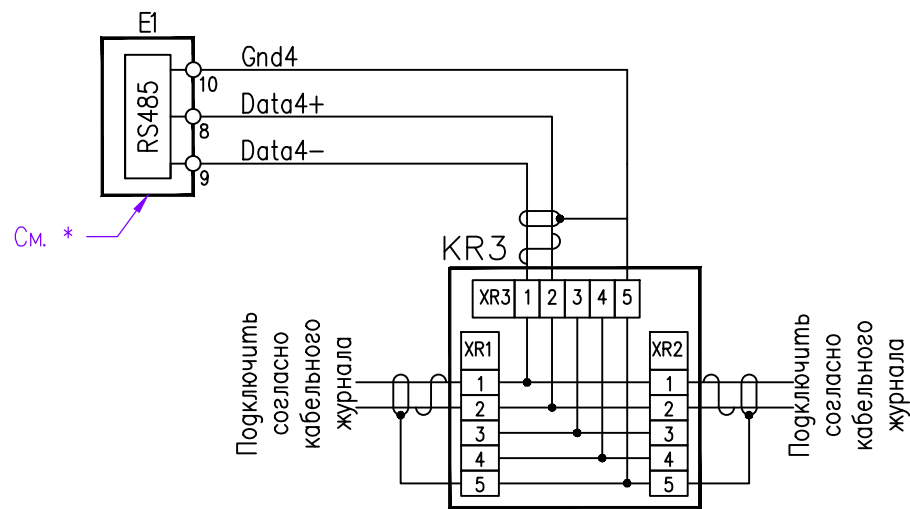 E1
RS485
Gnd4
10
Data4+
8
Data4-
9
См. *
KR3
XR3 1 2 3 4 5
Подключить
согласно
кабельного
журнала
XR1
1
2
3
4
5
XR2
1
2
3
4
5
Подключить
согласно
кабельного
журнала